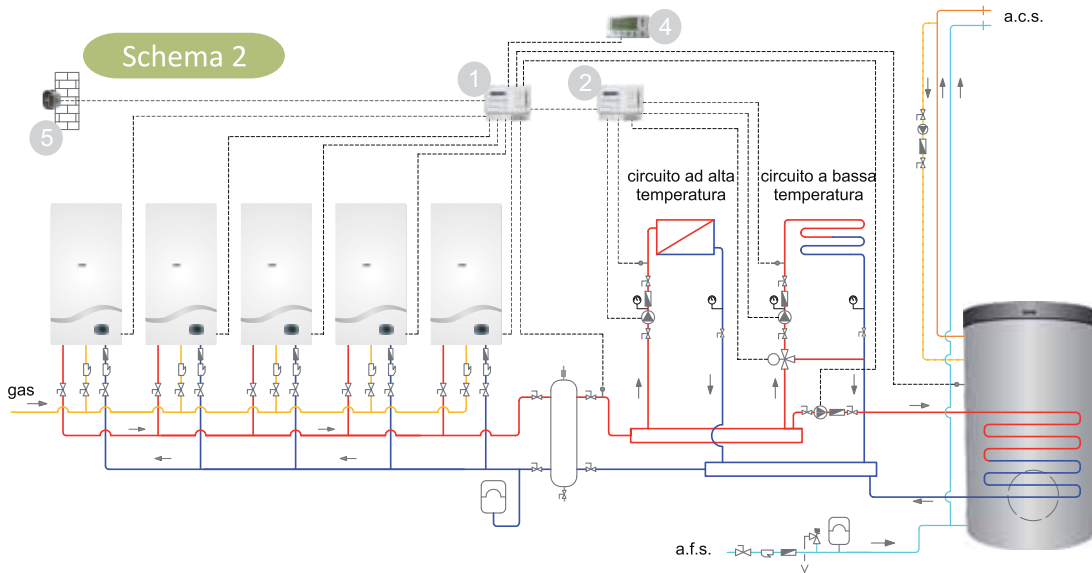 a.c.s.
4
Schema 2
1
2
5
circuito ad alta
temperatura
circuito a bassa
temperatura
gas
a.f.s.